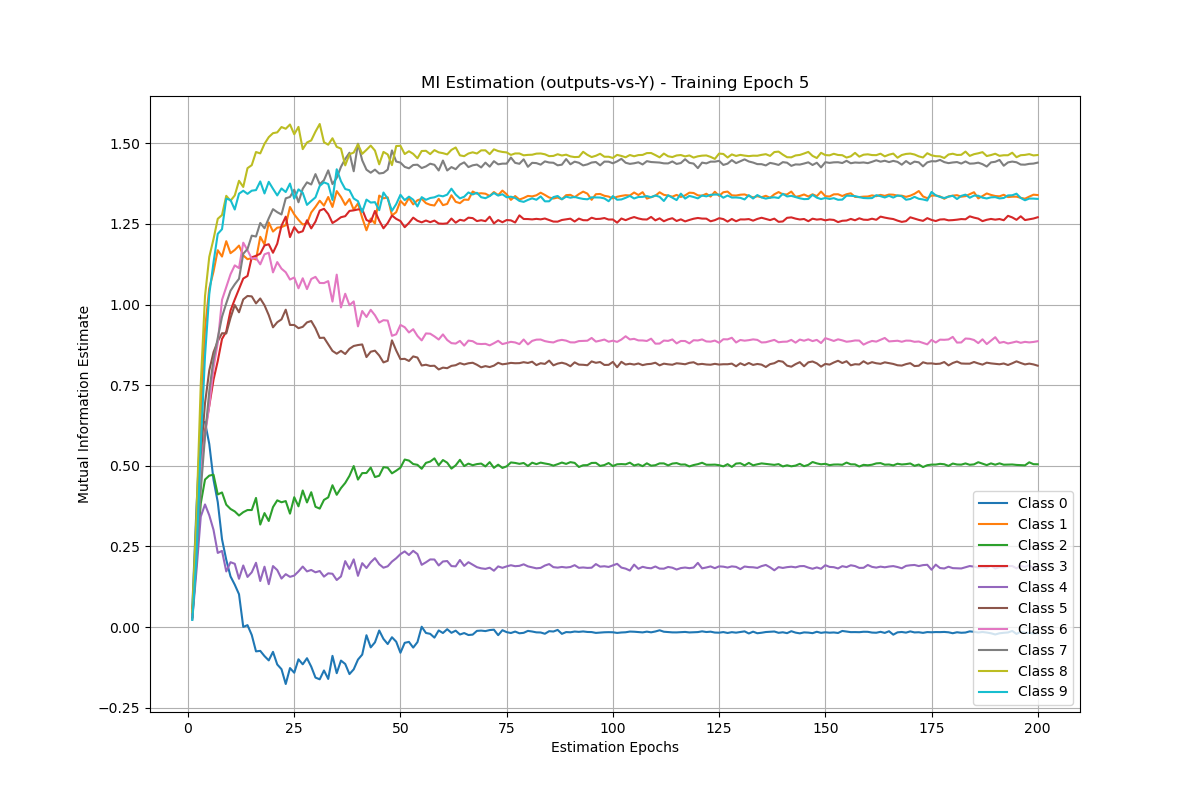 MI Estimation (outputs-vs-Y) - Training Epoch 5
Mutual Information Estimate
1.50
1.25
1.00
0.75
0.50
0.25
0.00
−0.25
Class 0
Class 1
Class 2
Class 3
Class 4
Class 5
Class 6
Class 7
Class 8
Class 9
0 25 50 75 100 125 150 175 200
Estimation Epochs